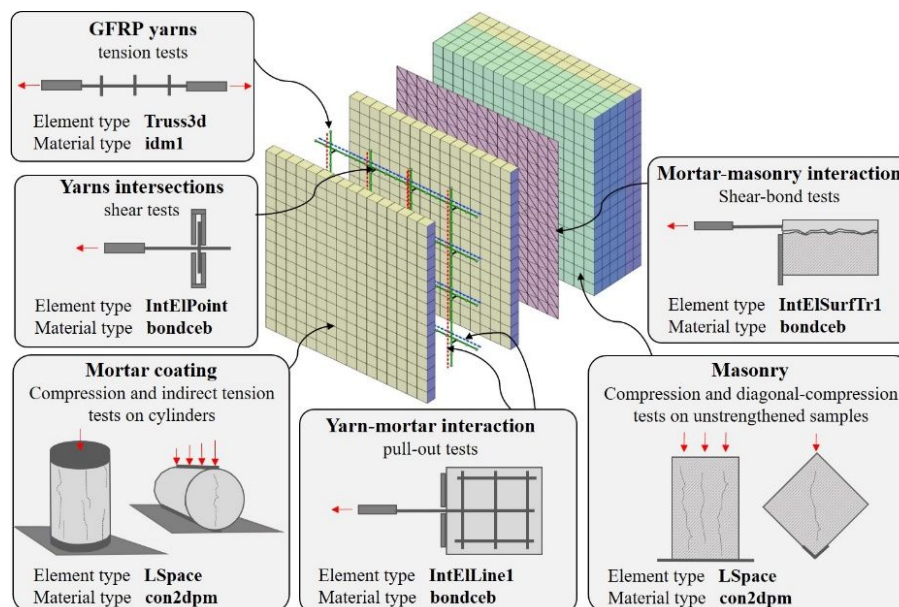 GFRP yarns
tension tests
Element type Truss3d
Material type idm1
Yarns intersections
shear tests
Element type IntElPoint
Material type bondceb
Mortar-masonry interaction
Shear-bond tests
Element type IntElSurfTr1
Material type bondceb
Mortar coating
Compression and indirect tension
tests on cylinders
Element type LSpace
Material type con2dpm
Yarn-mortar interaction
pull-out tests
Element type IntElLine1
Material type bondceb
Masonry
Compression and diagonal-compression
tests on unstrengthened samples
Element type LSpace
Material type con2dpm